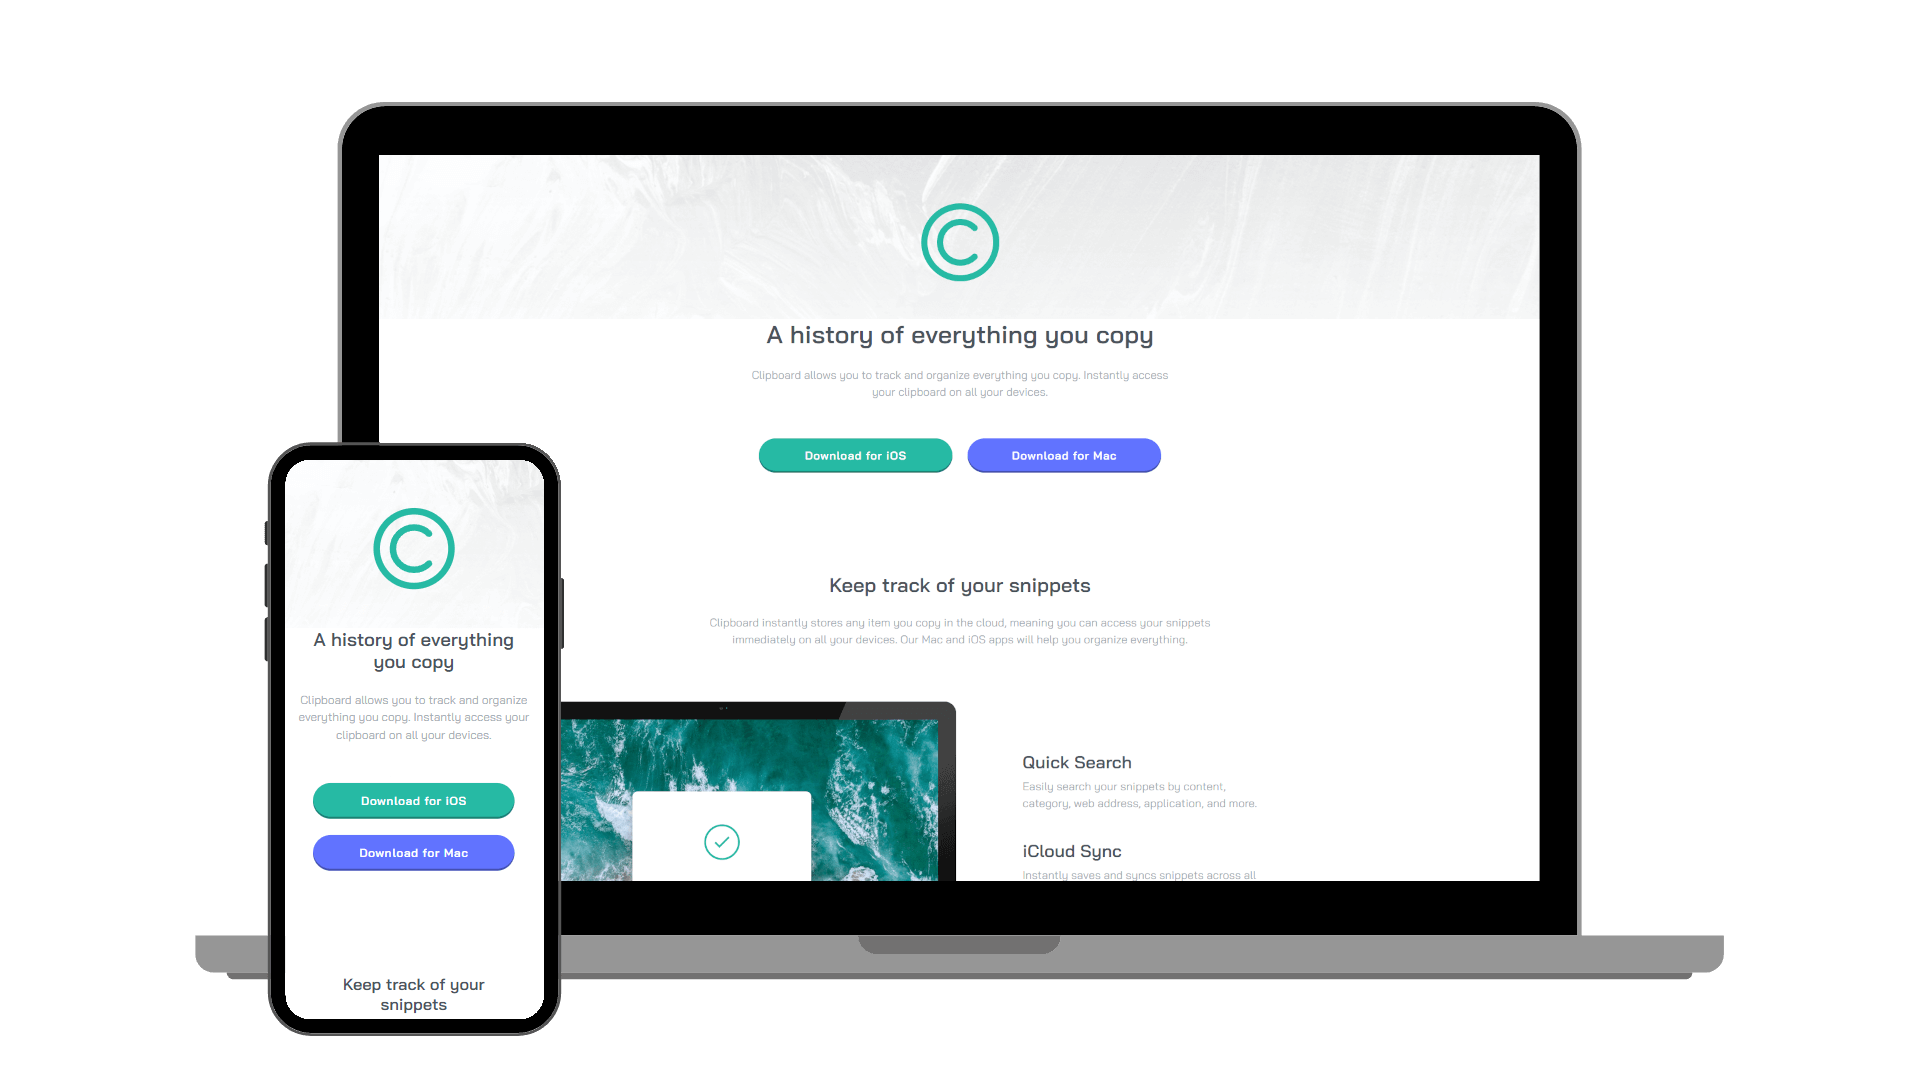 A history of everything you copy
Clipboard allows you to track and organize everything you copy. Instantly access
your clipboard on all your devices.
Download for iOS
Download for Mac
Keep track of your snippets
Clipboard instantly stores any item you copy in the cloud, meaning you can access your snippets
immediately on all your devices. Our Mac and iOS apps will help you organize everything.
Quick Search
Easily search your snippets by content,
category, web address, application, and more.
iCloud Sync
Instantly saves and syncs snippets across all
A history of everything
you copy
Clipboard allows you to track and organize
everything you copy. Instantly access your
clipboard on all your devices.
Download for iOS
Download for Mac
Keep track of your
snippets